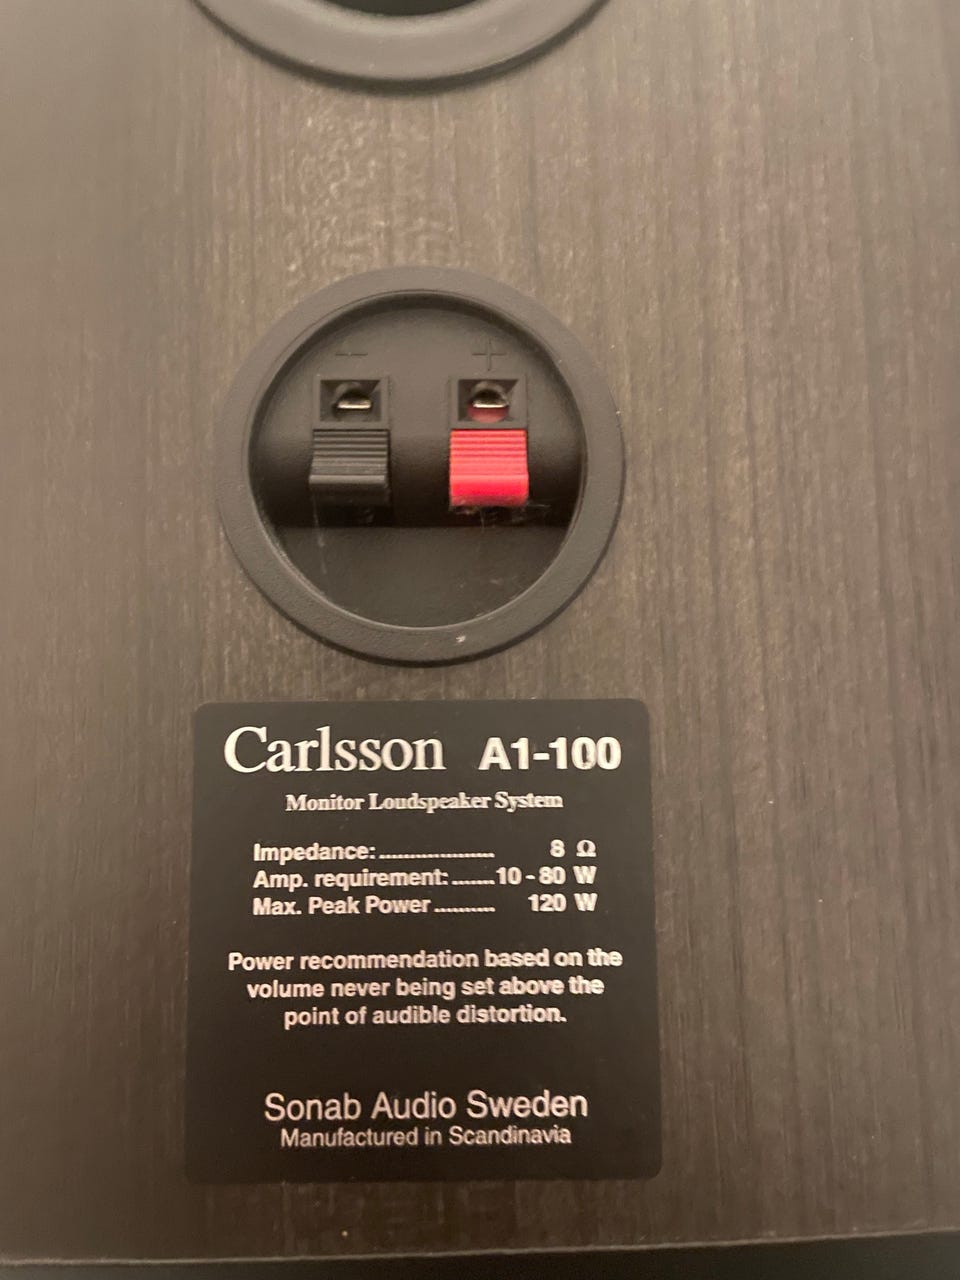 − +
Carlsson A1-100
Monitor Loudspeaker System
Impedance:.................... 8 Ω
Amp. requirement:.......10 - 80 W
Max. Peak Power.......... 120 W
Power recommendation based on the
volume never being set above the
point of audible distortion.
Sonab Audio Sweden
Manufactured in Scandinavia